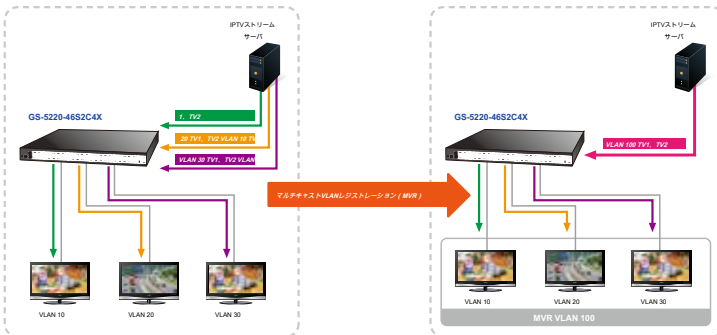 IPTVストリーム
サーバ
GS-5220-46S2C4X
1、TV2
20 TV1、TV2 VLAN 10 TV
VLAN 30 TV1、TV2 VLAN
VLAN 10
VLAN 20
VLAN 30
マルチキャストVLANレジストレーション ( MVR )
IPTVストリーム
サーバ
GS-5220-46S2C4X
VLAN 100 TV1、TV2
VLAN 10
VLAN 20
VLAN 30
MVR VLAN 100